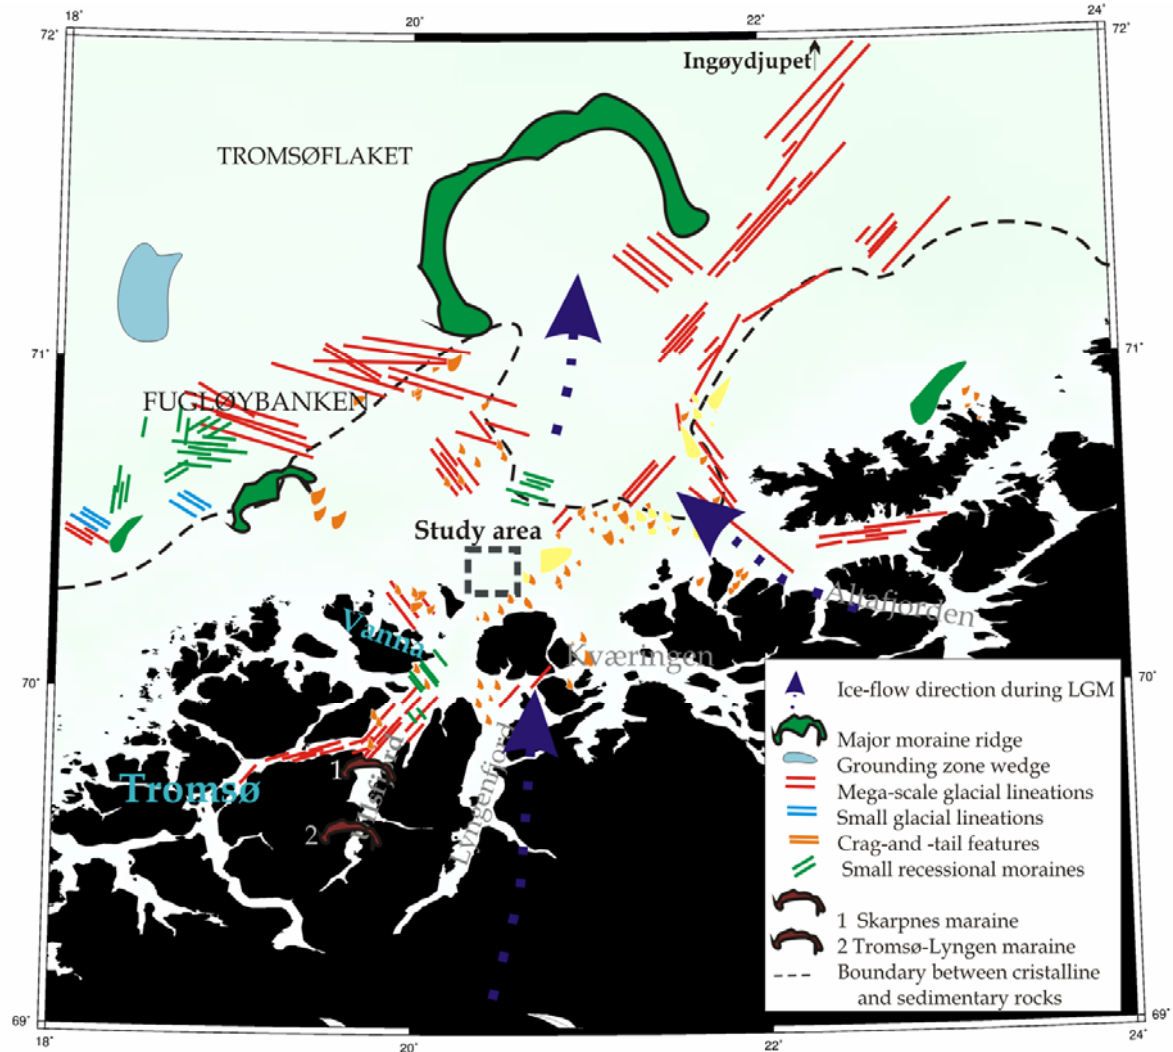 18˚
20˚
22˚
24˚
72˚
72˚
Ingøydjupet
TROMSØFLAKET
71˚
71˚
FUGLØYBANKEN
Study area
Altafjorden
Vanna
Kværingen
70˚
70˚
Tromsø
1
2
Ullsfjord
Lyngenfjord
Ice-flow direction during LGM
Major moraine ridge
Grounding zone wedge
Mega-scale glacial lineations
Small glacial lineations
Crag-and -tail features
Small recessional moraines
1 Skarpnes maraine
2 Tromsø-Lyngen maraine
Boundary between cristalline
and sedimentary rocks
69˚
69˚
18˚
20˚
22˚
24˚